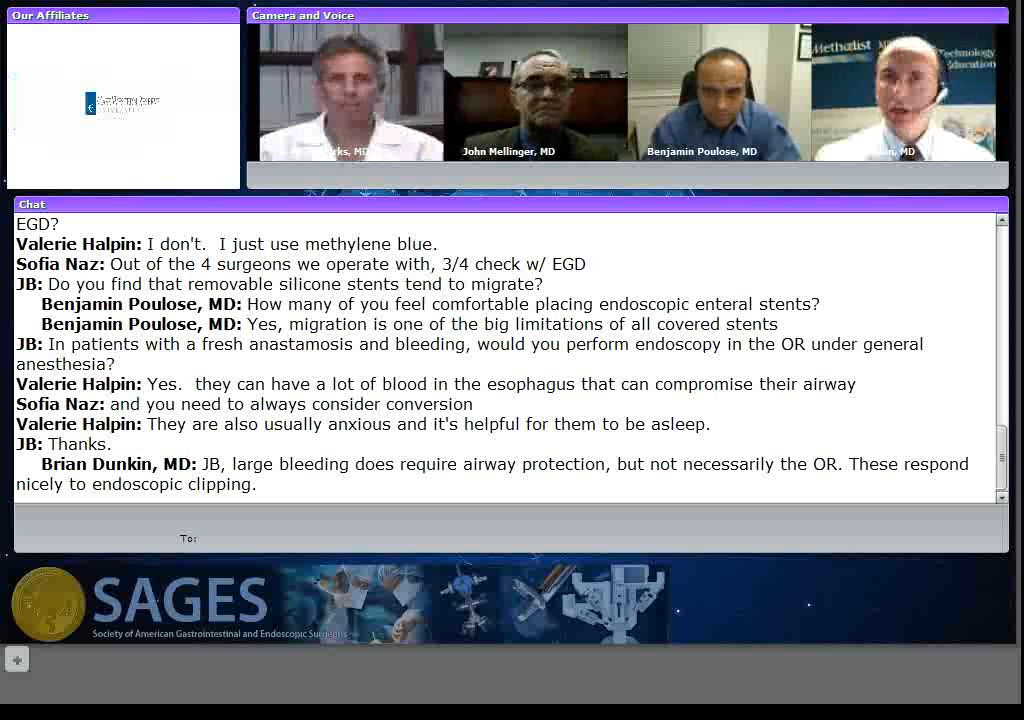 Our Affiliates
Camera and Voice
Methodist
Technology
Education
rks, MD
John Mellinger, MD
Benjamin Poulose, MD
MD
Chat
EGD?
Valerie Halpin: I don't.  I just use methylene blue.
Sofia Naz: Out of the 4 surgeons we operate with, 3/4 check w/ EGD
JB: Do you find that removable silicone stents tend to migrate?
Benjamin Poulose, MD: How many of you feel comfortable placing endoscopic enteral stents?
Benjamin Poulose, MD: Yes, migration is one of the big limitations of all covered stents
JB: In patients with a fresh anastamosis and bleeding, would you perform endoscopy in the OR under general
anesthesia?
Valerie Halpin: Yes.  they can have a lot of blood in the esophagus that can compromise their airway
Sofia Naz: and you need to always consider conversion
Valerie Halpin: They are also usually anxious and it's helpful for them to be asleep.
JB: Thanks.
Brian Dunkin, MD: JB, large bleeding does require airway protection, but not necessarily the OR. These respond
nicely to endoscopic clipping.
To:
SAGES
Society of American Gastrointestinal and Endoscopic Surgeons